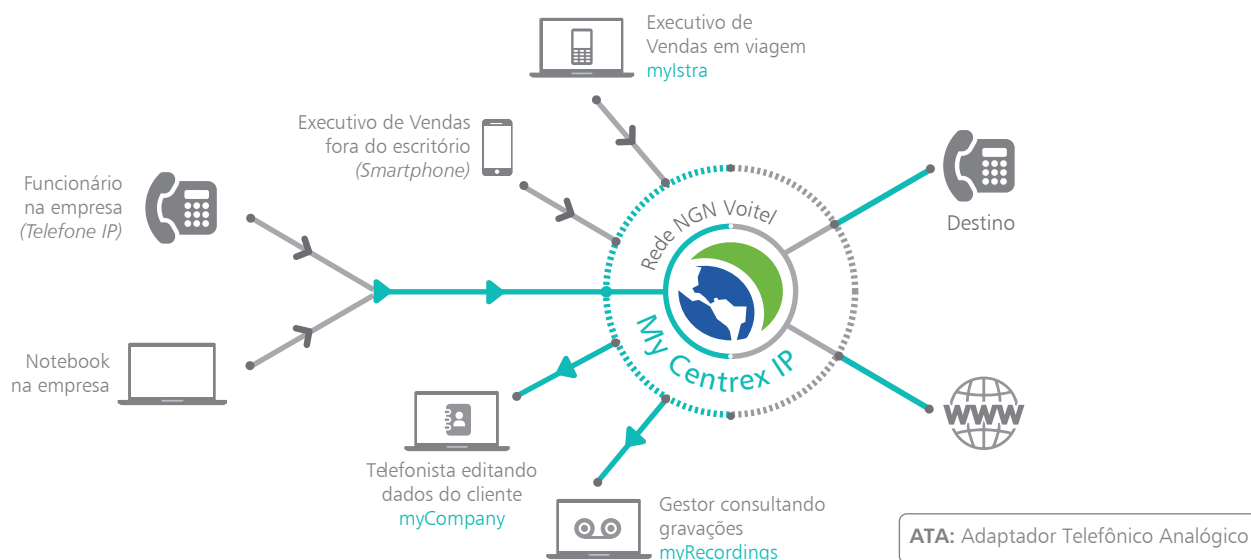 Executivo de
Vendas em viagem
myIstra
Executivo de Vendas
fora do escritório
(Smartphone)
Funcionário
na empresa
(Telefone IP)
Rede NGN Voitel
My Centrex IP
Destino
Notebook
na empresa
WWW
Telefonista editando
dados do cliente
myCompany
Gestor consultando
gravações
myRecordings
ATA: Adaptador Telefônico Analógico